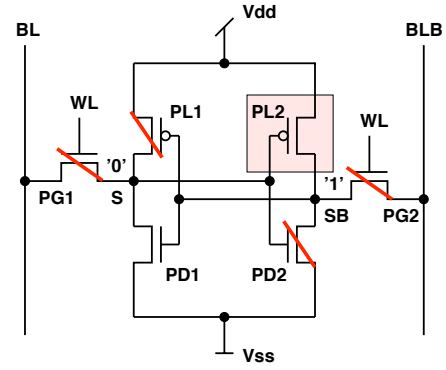 Vdd
BL
BLB
WL
PL1
PL2
WL
'0'
'1'
PG1
S
SB
PG2
PD1
PD2
Vss